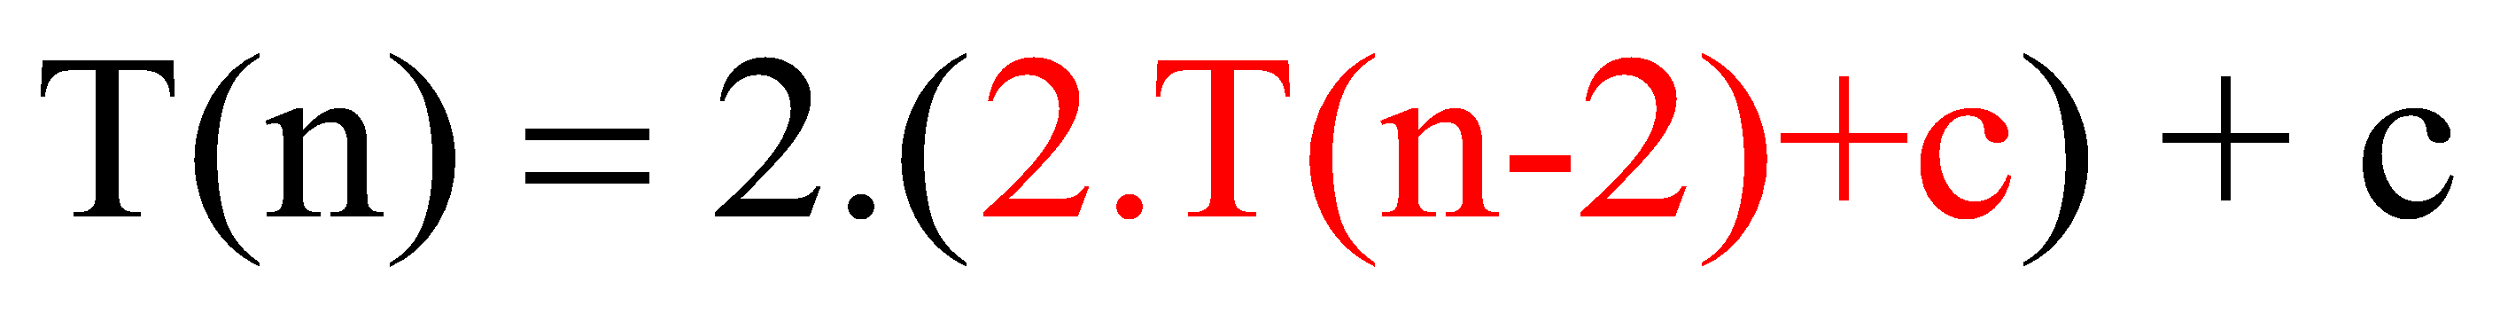 T(n) = 2.(2.T(n-2)+c) + c